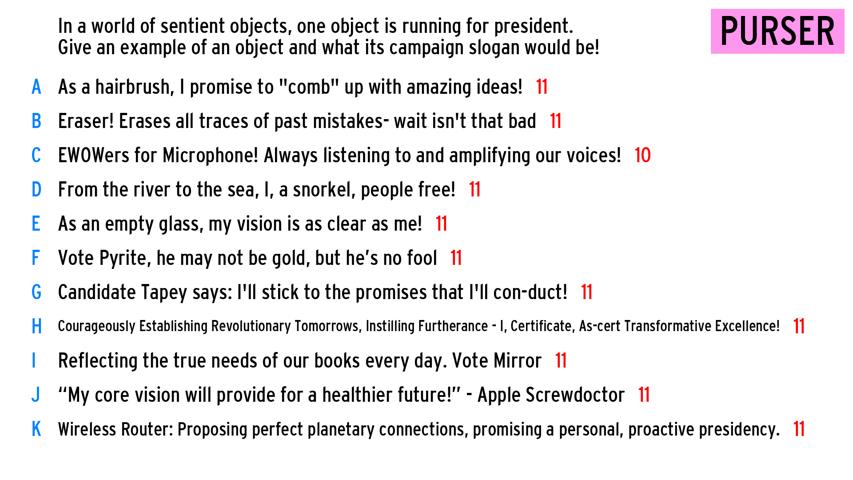 In a world of sentient objects, one object is running for president.
Give an example of an object and what its campaign slogan would be!
PURSER
A As a hairbrush, I promise to "comb" up with amazing ideas! 11
B Eraser! Erases all traces of past mistakes- wait isn't that bad 11
C EWOWers for Microphone! Always listening to and amplifying our voices! 10
D From the river to the sea, I, a snorkel, people free! 11
E As an empty glass, my vision is as clear as me! 11
F Vote Pyrite, he may not be gold, but he’s no fool 11
G Candidate Tapey says: I'll stick to the promises that I'll con-duct! 11
H Courageously Establishing Revolutionary Tomorrows, Instilling Furtherance - I, Certificate, As-cert Transformative Excellence! 11
I Reflecting the true needs of our books every day. Vote Mirror 11
J “My core vision will provide for a healthier future!” - Apple Screwdoctor 11
K Wireless Router: Proposing perfect planetary connections, promising a personal, proactive presidency. 11